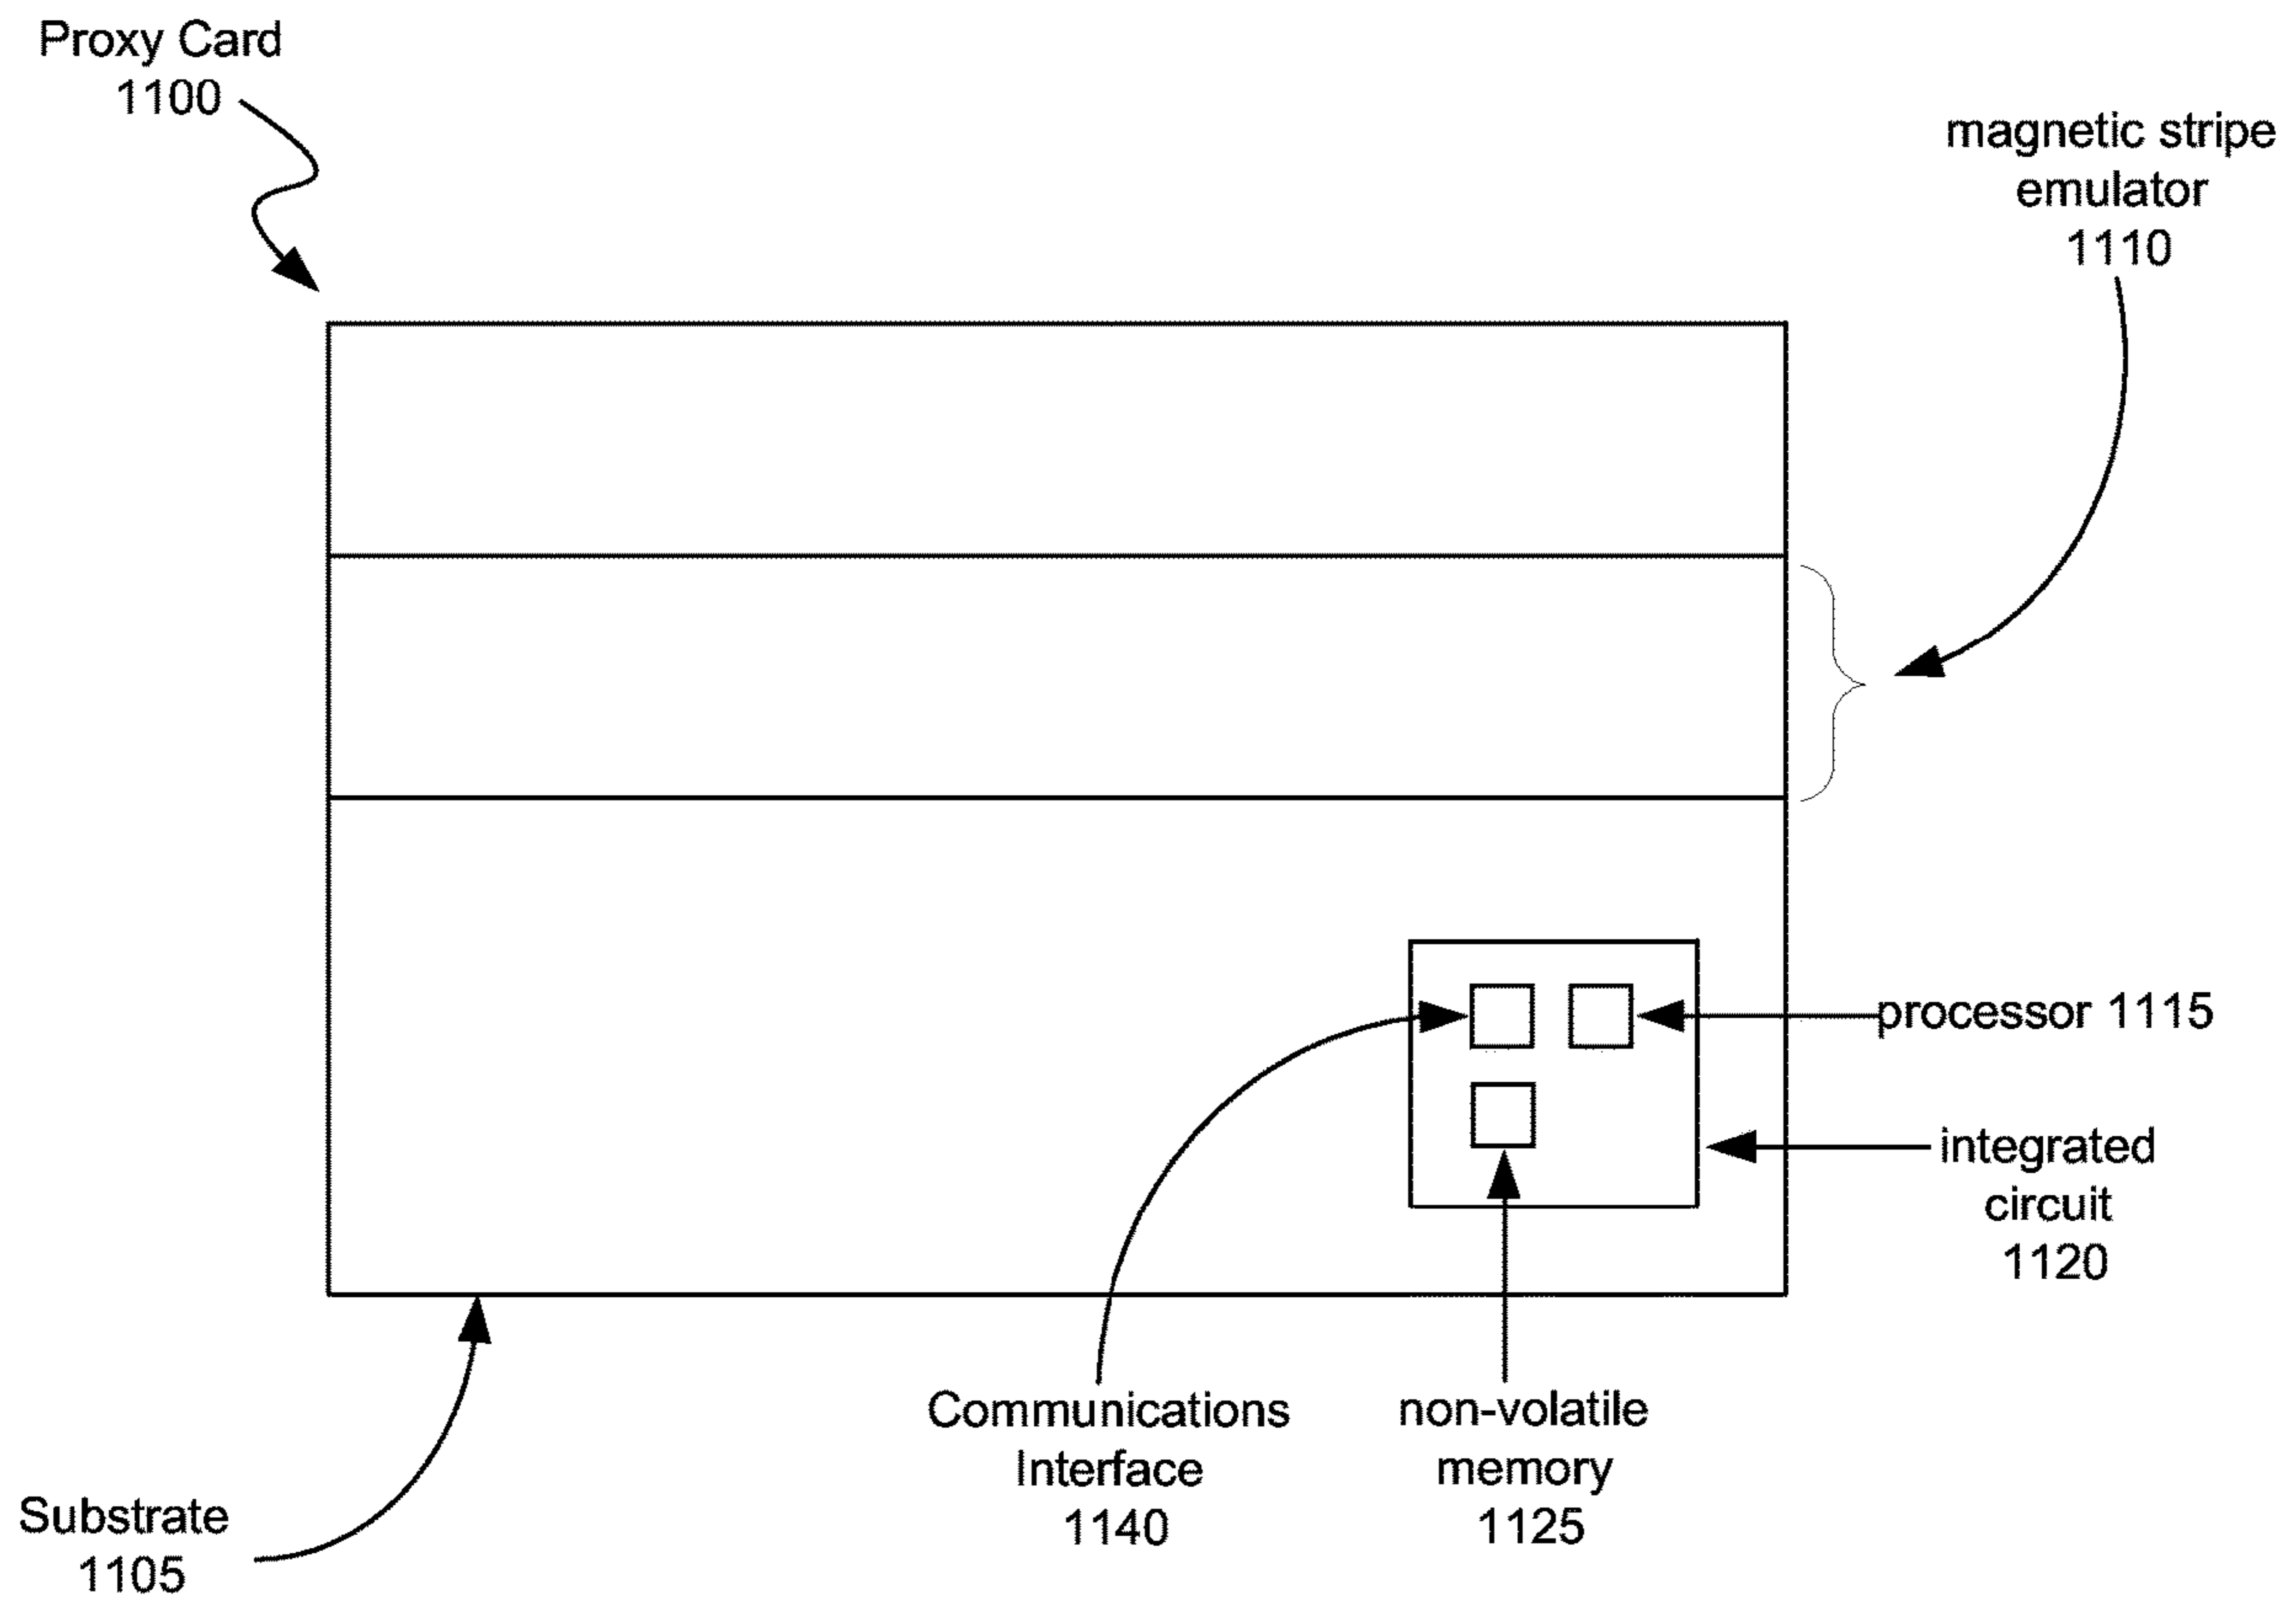 Proxy Card
1100
magnetic stripe
emulator
1110
processor 1115
integrated
circuit
1120
Communications
Interface
1140
non-volatile
memory
1125
Substrate
1105